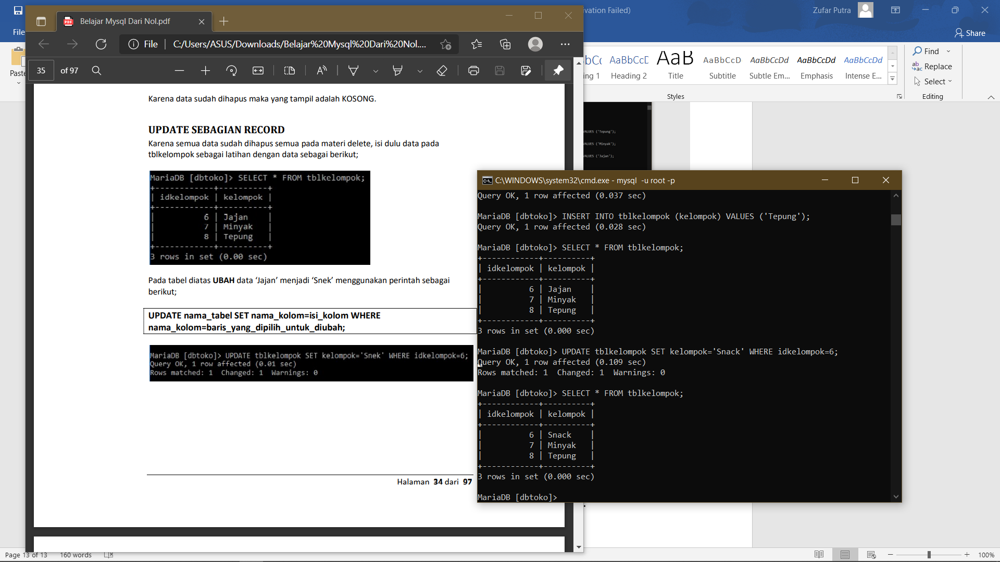 Belajar Mysql Dari Nol.pdf
File
C:/Users/ASUS/Downloads/Belajar%20Mysql%20Dari%20Nol....
35 of 97
Karena data sudah dihapus maka yang tampil adalah KOSONG.
UPDATE SEBAGIAN RECORD
Karena semua data sudah dihapus semua pada materi delete, isi dulu data pada
tblkelompok sebagai latihan dengan data sebagai berikut;
MariaDB [dbtoko]> SELECT * FROM tblkelompok;
+------------+----------+
| idkelompok | kelompok |
+------------+----------+
| 6 | Jajan |
| 7 | Minyak |
| 8 | Tepung |
+------------+----------+
3 rows in set (0.00 sec)
Pada tabel diatas UBAH data ‘Jajan’ menjadi ‘Snek’ menggunakan perintah sebagai
berikut;
UPDATE nama_tabel SET nama_kolom=isi_kolom WHERE
nama_kolom=baris_yang_dipilih_untuk_diubah;
MariaDB [dbtoko]> UPDATE tblkelompok SET kelompok='Snek' WHERE idkelompok=6;
Query OK, 1 row affected (0.01 sec)
Rows matched: 1 Changed: 1 Warnings: 0
Halaman 34 dari 97
ivation Failed)
Zufar Putra
File
Share
Paste
AaBbCcD
AaBbCcDd
AaBbCcDd
AaBbCcDd
ing 1
Heading 2
Title
Subtitle
Subtle Em...
Emphasis
Intense E...
Styles
Find
Replace
Select
Editing
VALUES ('Tepung');
VALUES ('Minyak');
VALUES ('Jajan');
C:\WINDOWS\system32\cmd.exe - mysql -u root -p
Query OK, 1 row affected (0.037 sec)
MariaDB [dbtoko]> INSERT INTO tblkelompok (kelompok) VALUES ('Tepung');
Query OK, 1 row affected (0.028 sec)
MariaDB [dbtoko]> SELECT * FROM tblkelompok;
+------------+----------+
| idkelompok | kelompok |
+------------+----------+
| 6 | Jajan |
| 7 | Minyak |
| 8 | Tepung |
+------------+----------+
3 rows in set (0.000 sec)
MariaDB [dbtoko]> UPDATE tblkelompok SET kelompok='Snack' WHERE idkelompok=6;
Query OK, 1 row affected (0.109 sec)
Rows matched: 1 Changed: 1 Warnings: 0
MariaDB [dbtoko]> SELECT * FROM tblkelompok;
+------------+----------+
| idkelompok | kelompok |
+------------+----------+
| 6 | Snack |
| 7 | Minyak |
| 8 | Tepung |
+------------+----------+
3 rows in set (0.000 sec)
MariaDB [dbtoko]>
Page 13 of 13
160 words
100%